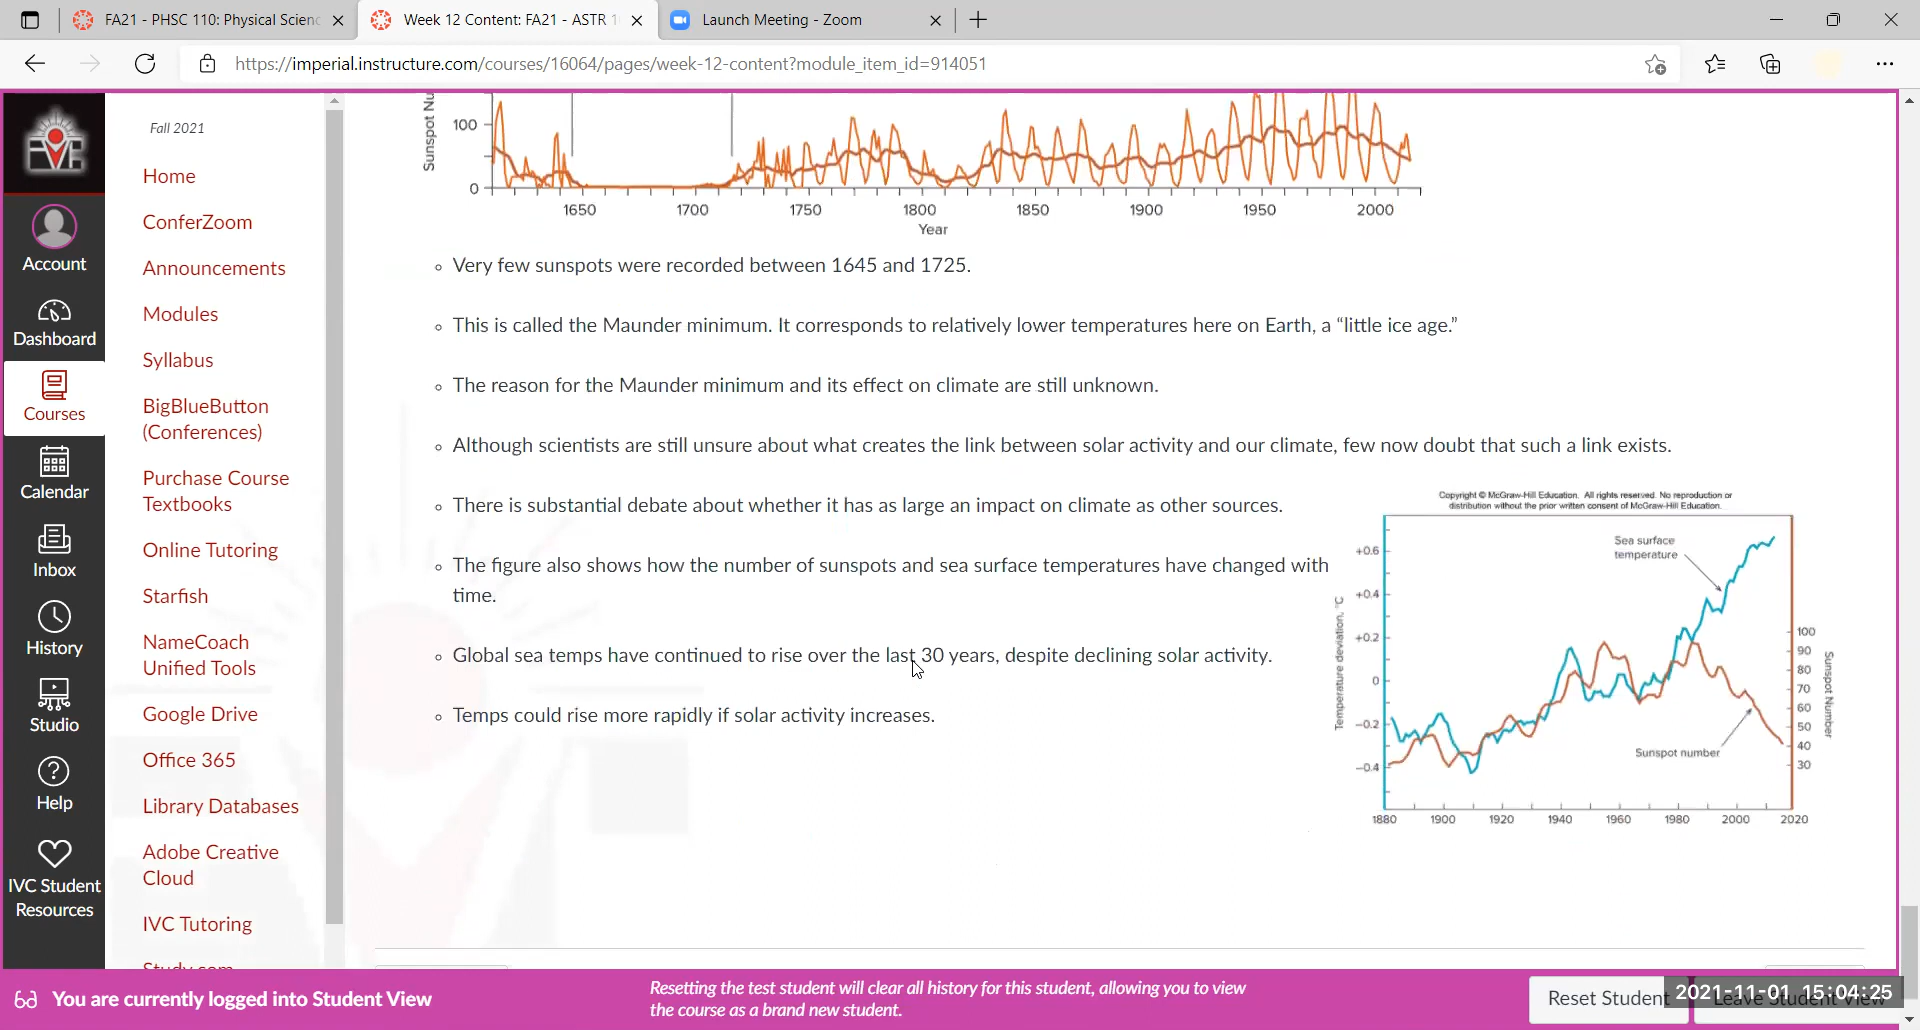 FA21 - PHSC 110: Physical Scienc
Week 12 Content: FA21 - ASTR 1
Launch Meeting - Zoom
https://imperial.instructure.com/courses/16064/pages/week-12-content?module_item_id=914051
IVC
Account
Dashboard
Courses
Calendar
Inbox
History
Studio
Help
IVC Student
Resources
Fall 2021
Home
ConferZoom
Announcements
Modules
Syllabus
BigBlueButton
(Conferences)
Purchase Course
Textbooks
Online Tutoring
Starfish
NameCoach
Unified Tools
Google Drive
Office 365
Library Databases
Adobe Creative
Cloud
IVC Tutoring
Study.com
Sunspot Nu
100
0
1650 1700 1750 1800 1850 1900 1950 2000
Year
Very few sunspots were recorded between 1645 and 1725.
This is called the Maunder minimum. It corresponds to relatively lower temperatures here on Earth, a “little ice age.”
The reason for the Maunder minimum and its effect on climate are still unknown.
Although scientists are still unsure about what creates the link between solar activity and our climate, few now doubt that such a link exists.
There is substantial debate about whether it has as large an impact on climate as other sources.
The figure also shows how the number of sunspots and sea surface temperatures have changed with
time.
Global sea temps have continued to rise over the last 30 years, despite declining solar activity.
Temps could rise more rapidly if solar activity increases.
Copyright © McGraw-Hill Education. All rights reserved. No reproduction or
distribution without the prior written consent of McGraw-Hill Education.
Sea surface
temperature
Temperature deviation, °C
+0.6
+0.4
+0.2
0
−0.2
−0.4
100
90
80
70
60
50
40
30
Sunspot Number
Sunspot number
1880 1900 1920 1940 1960 1980 2000 2020
You are currently logged into Student View
Resetting the test student will clear all history for this student, allowing you to view
the course as a brand new student.
Reset Student
Leave Student View
2021-11-01 15:04:25